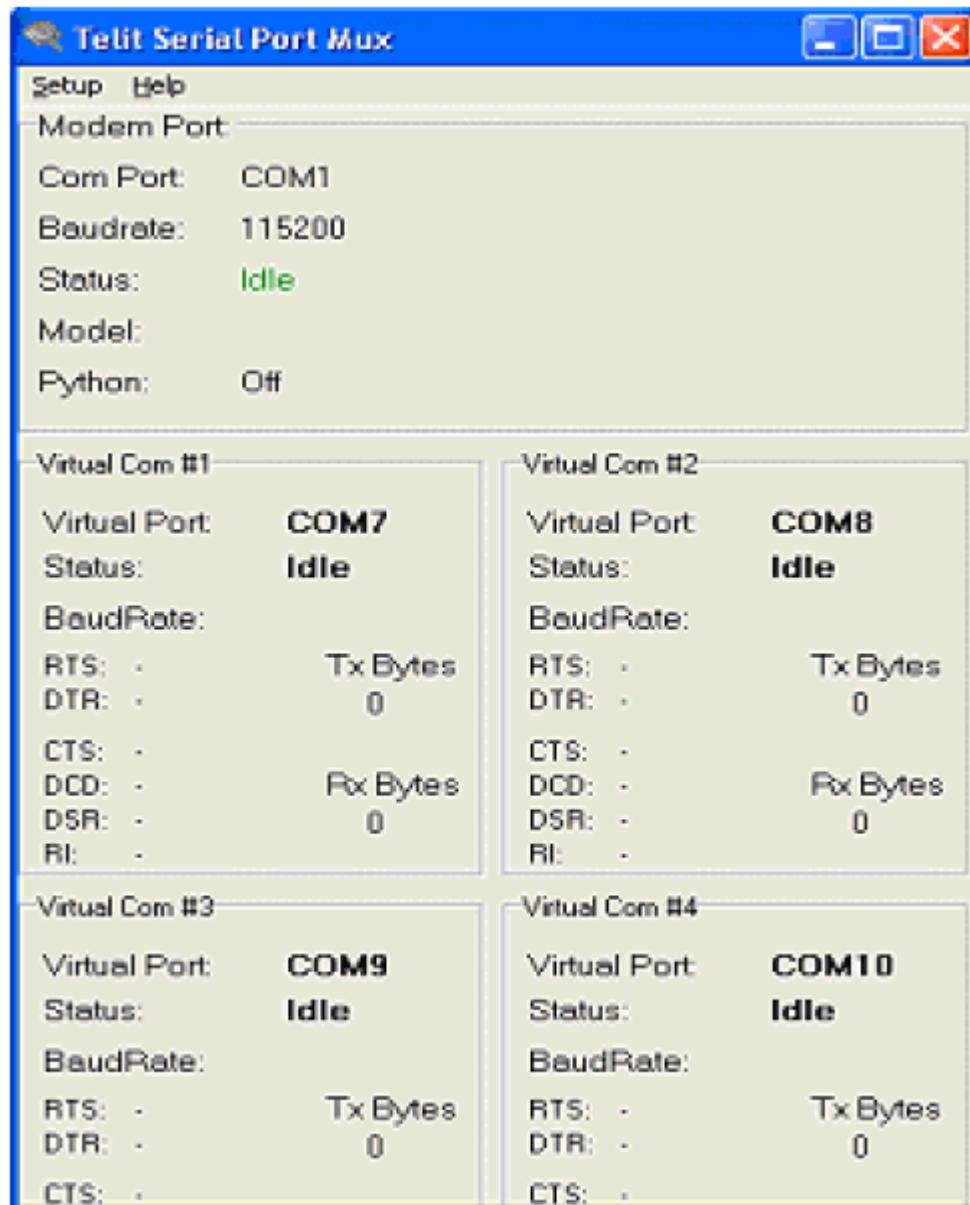 Telit Serial Port Mux
Setup Help
Modem Port
Com Port: COM1
Baudrate: 115200
Status: Idle
Model:
Python: Off
Virtual Com #1
Virtual Port COM7
Status: Idle
BaudRate:
RTS: - Tx Bytes
DTR: - 0
CTS: -
DCD: - Rx Bytes
DSR: - 0
RI: -
Virtual Com #2
Virtual Port COM8
Status: Idle
BaudRate:
RTS: - Tx Bytes
DTR: - 0
CTS: -
DCD: - Rx Bytes
DSR: - 0
RI: -
Virtual Com #3
Virtual Port COM9
Status: Idle
BaudRate:
RTS: - Tx Bytes
DTR: - 0
CTS: -
Virtual Com #4
Virtual Port COM10
Status: Idle
BaudRate:
RTS: - Tx Bytes
DTR: - 0
CTS: -